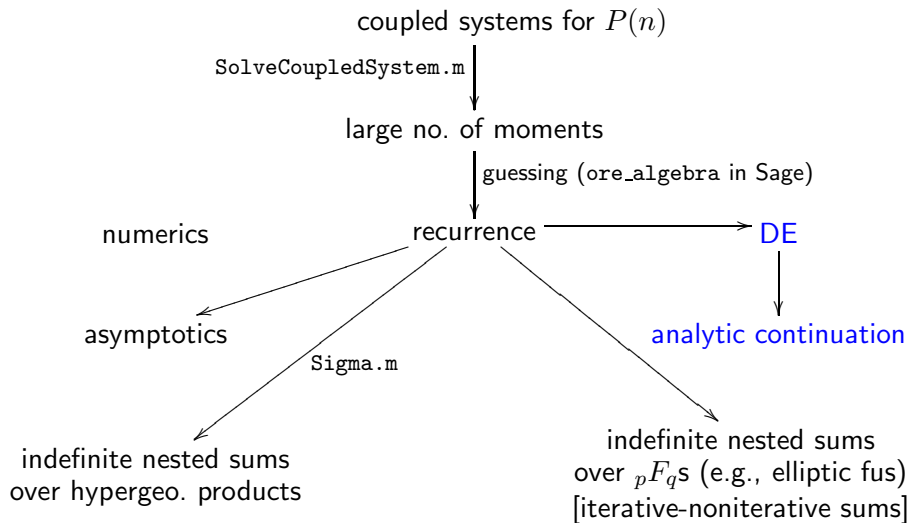 coupled systems for P(n)
SolveCoupledSystem.m
large no. of moments
guessing (ore_algebra in Sage)
numerics
recurrence
DE
asymptotics
analytic continuation
Sigma.m
indefinite nested sums
over hypergeo. products
indefinite nested sums
over pFqs (e.g., elliptic fus)
[iterative-noniterative sums]